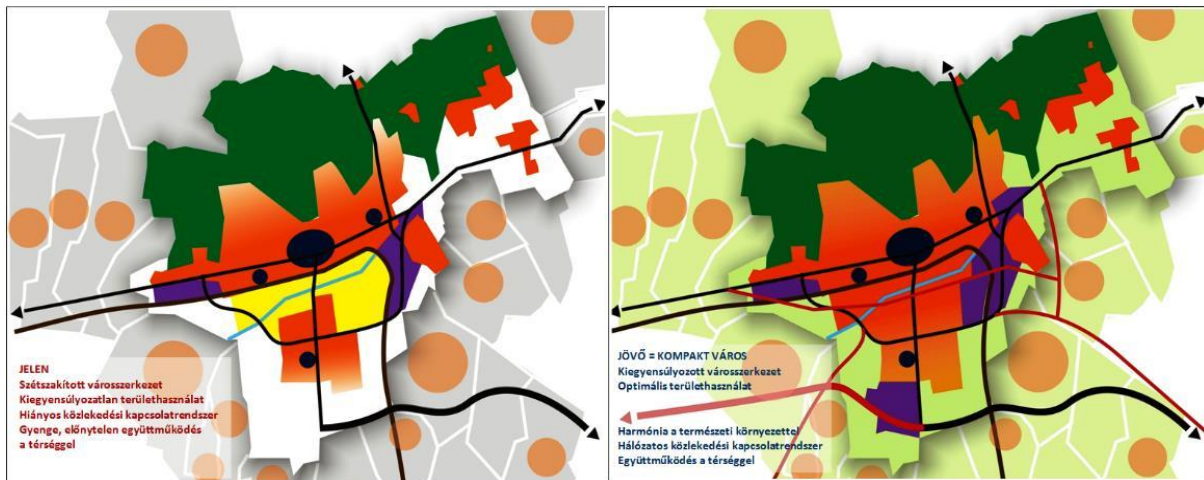 JELEN
Szétszakított városszerkezet
Kiegyensúlyozatlan területhasználat
Hiányos közlekedési kapcsolatrendszer
Gyenge, előnytelen együttműködés
a térséggel
JÖVŐ = KOMPAKT VÁROS
Kiegyensúlyozott városszerkezet
Optimális területhasználat
Harmónia a természeti környezettel
Hálózatos közlekedési kapcsolatrendszer
Együttműködés a térséggel